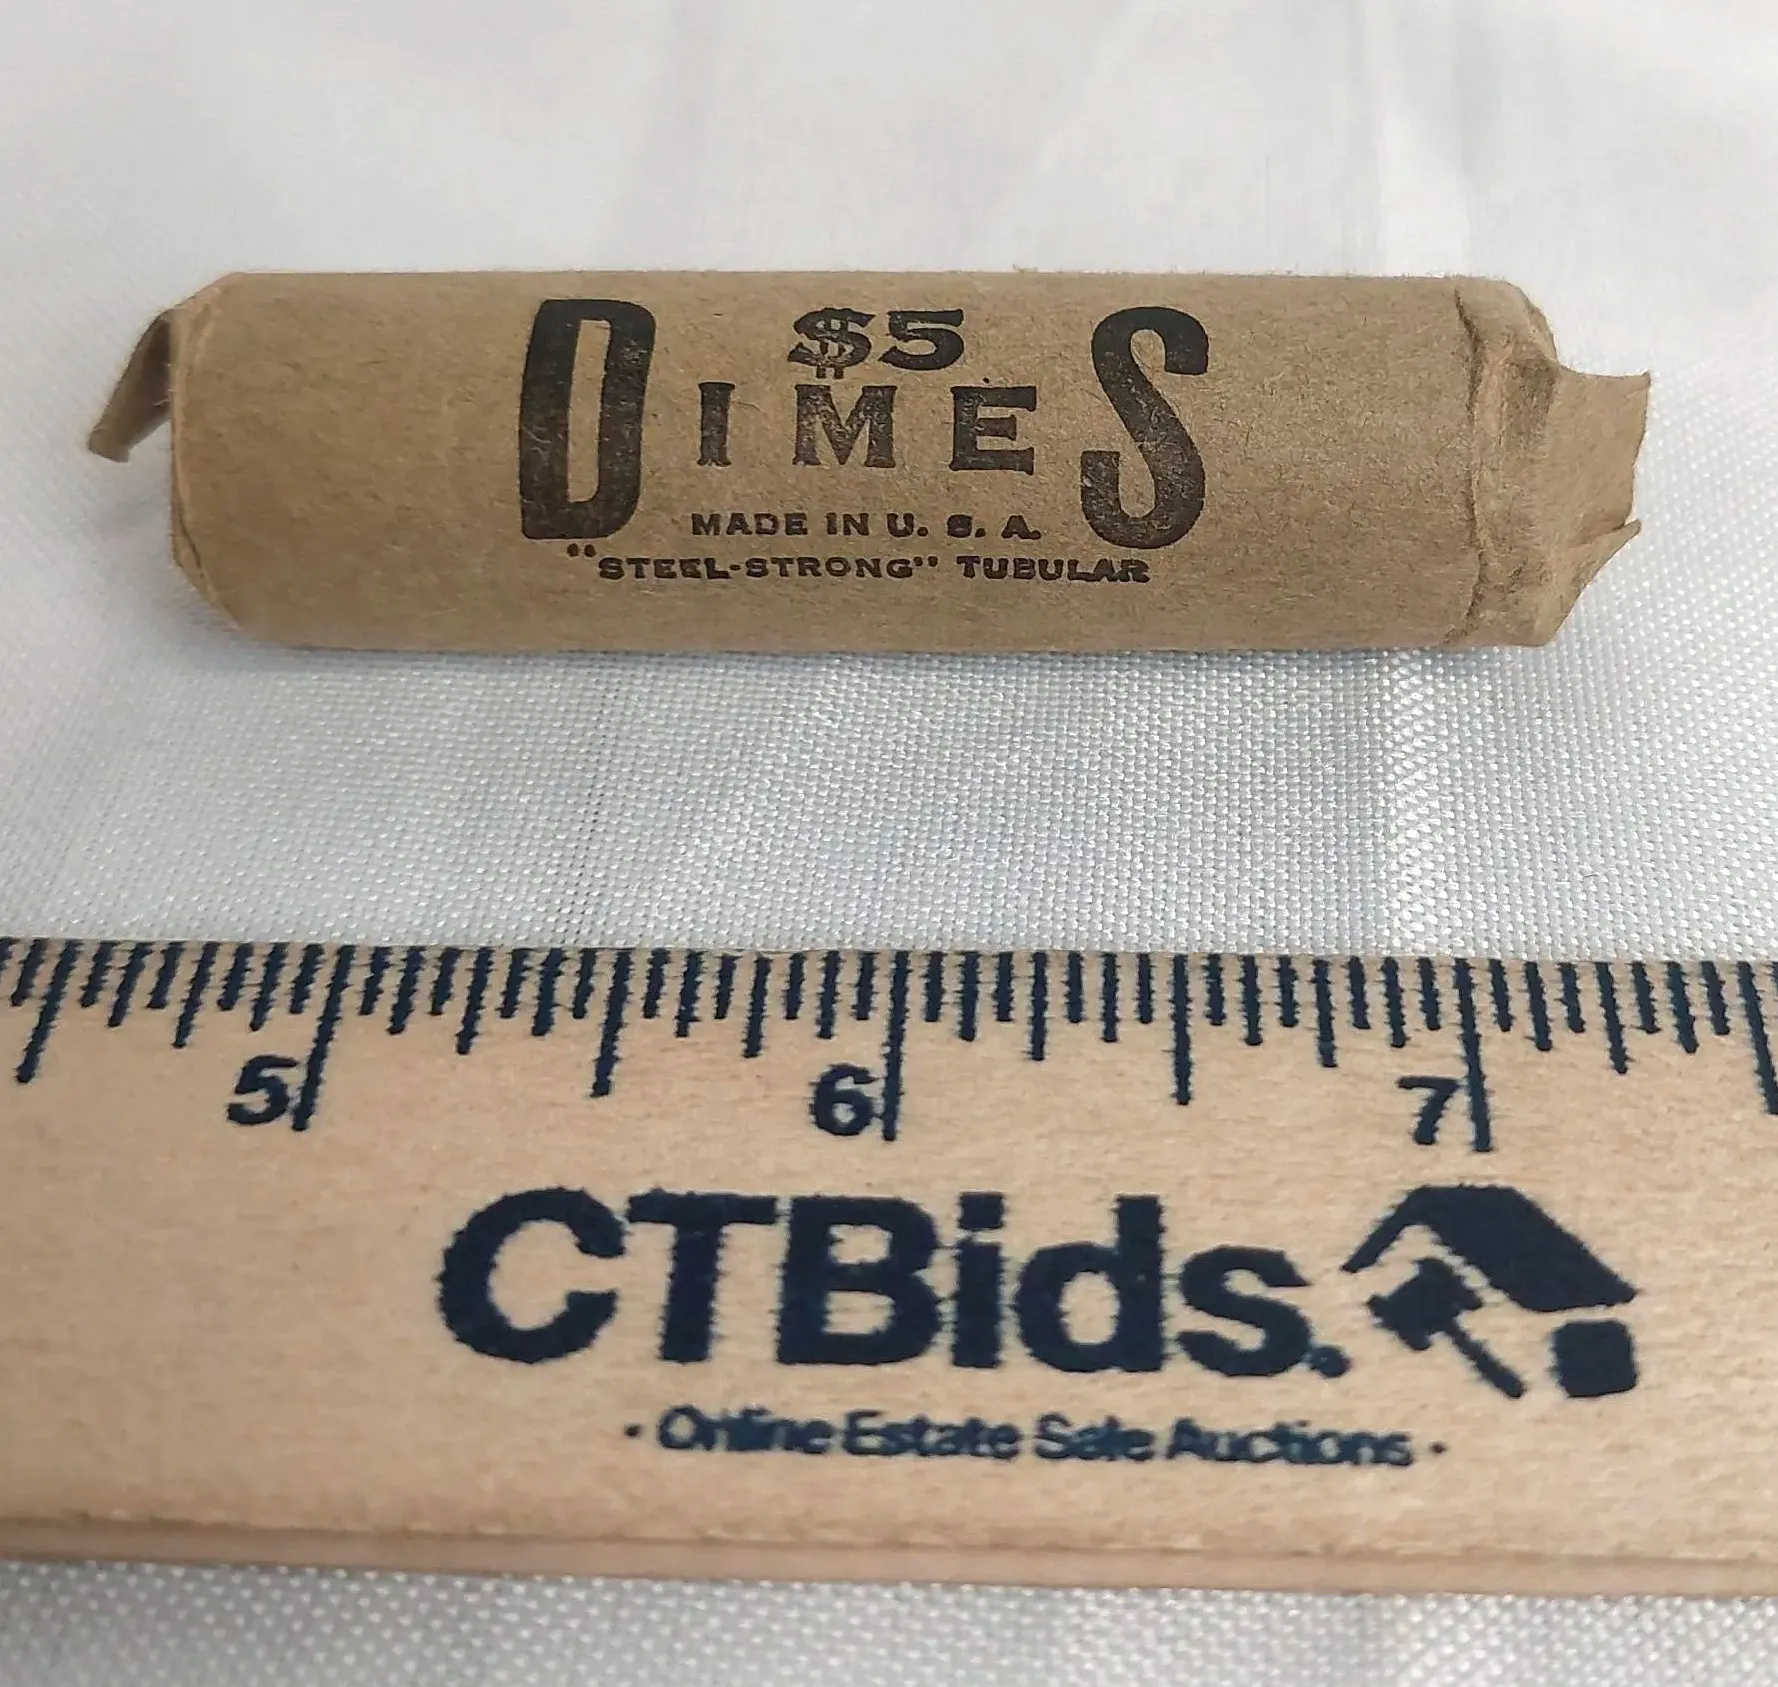 $5
DIMES
MADE IN U. S. A.
"STEEL-STRONG" TUBULAR
5 6 7
CTBids.
· Online Estate Sale Auctions ·